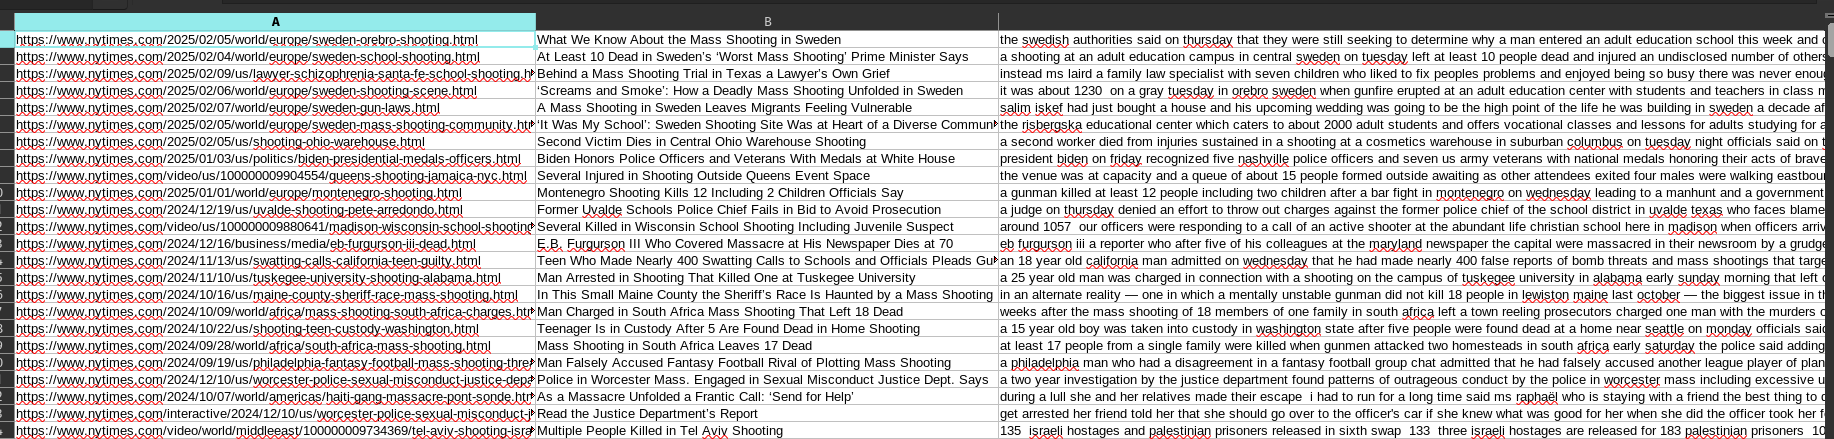 A B
https://www.nytimes.com/2025/02/05/world/europe/sweden-orebro-shooting.html What We Know About the Mass Shooting in Sweden the swedish authorities said on thursday that they were still seeking to determine why a man entered an adult education school this week and
https://www.nytimes.com/2025/02/04/world/europe/sweden-school-shooting.html At Least 10 Dead in Sweden's ‘Worst Mass Shooting’ Prime Minister Says a shooting at an adult education campus in central sweden on tuesday left at least 10 people dead and injured an undisclosed number of others
https://www.nytimes.com/2025/02/09/us/lawyer-schizophrenia-santa-fe-school-shooting.h Behind a Mass Shooting Trial in Texas a Lawyer's Own Grief instead ms laird a family law specialist with seven children who liked to fix peoples problems and enjoyed being so busy there was never enou
https://www.nytimes.com/2025/02/06/world/europe/sweden-shooting-scene.html ‘Screams and Smoke’: How a Deadly Mass Shooting Unfolded in Sweden it was about 1230 on a gray tuesday in orebro sweden when gunfire erupted at an adult education center with students and teachers in class
https://www.nytimes.com/2025/02/07/world/europe/sweden-gun-laws.html A Mass Shooting in Sweden Leaves Migrants Feeling Vulnerable salim iskef had just bought a house and his upcoming wedding was going to be the high point of the life he was building in sweden a decade af
https://www.nytimes.com/2025/02/05/world/europe/sweden-mass-shooting-community.ht ‘It Was My School’: Sweden Shooting Site Was at Heart of a Diverse Commun the risbergska educational center which caters to about 2000 adult students and offers vocational classes and lessons for adults studying for a
https://www.nytimes.com/2025/02/05/us/shooting-ohio-warehouse.html Second Victim Dies in Central Ohio Warehouse Shooting a second worker died from injuries sustained in a shooting at a cosmetics warehouse in suburban columbus on tuesday night officials said on
https://www.nytimes.com/2025/01/03/us/politics/biden-presidential-medals-officers.html Biden Honors Police Officers and Veterans With Medals at White House president biden on friday recognized five nashville police officers and seven us army veterans with national medals honoring their acts of brave
https://www.nytimes.com/video/us/100000009904554/queens-shooting-jamaica-nyc.html Several Injured in Shooting Outside Queens Event Space the venue was at capacity and a queue of about 15 people formed outside awaiting as other attendees exited four males were walking eastbou
https://www.nytimes.com/2025/01/01/world/europe/montenegro-shooting.html Montenegro Shooting Kills 12 Including 2 Children Officials Say a gunman killed at least 12 people including two children after a bar fight in montenegro on wednesday leading to a manhunt and a government
https://www.nytimes.com/2024/12/19/us/uvalde-shooting-pete-arredondo.html Former Uvalde Schools Police Chief Fails in Bid to Avoid Prosecution a judge on thursday denied an effort to throw out charges against the former police chief of the school district in uvalde texas who faces blame
https://www.nytimes.com/video/us/100000009880641/madison-wisconsin-school-shootin Several Killed in Wisconsin School Shooting Including Juvenile Suspect around 1057 our officers were responding to a call of an active shooter at the abundant life christian school here in madison when officers arriv
https://www.nytimes.com/2024/12/16/business/media/eb-furgurson-iii-dead.html E.B. Furgurson III Who Covered Massacre at His Newspaper Dies at 70 eb furgurson iii a reporter who after five of his colleagues at the maryland newspaper the capital were massacred in their newsroom by a grudge
https://www.nytimes.com/2024/11/13/us/swatting-calls-california-teen-guilty.html Teen Who Made Nearly 400 Swatting Calls to Schools and Officials Pleads Gu an 18 year old california man admitted on wednesday that he had made nearly 400 false reports of bomb threats and mass shootings that targe
https://www.nytimes.com/2024/11/10/us/tuskegee-university-shooting-alabama.html Man Arrested in Shooting That Killed One at Tuskegee University a 25 year old man was charged in connection with a shooting on the campus of tuskegee university in alabama early sunday morning that left
https://www.nytimes.com/2024/10/16/us/maine-county-sheriff-race-mass-shooting.html In This Small Maine County the Sheriff's Race Is Haunted by a Mass Shooting in an alternate reality — one in which a mentally unstable gunman did not kill 18 people in lewiston maine last october — the biggest issue in th
https://www.nytimes.com/2024/10/09/world/africa/mass-shooting-south-africa-charges.ht Man Charged in South Africa Mass Shooting That Left 18 Dead weeks after the mass shooting of 18 members of one family in south africa left a town reeling prosecutors charged one man with the murders
https://www.nytimes.com/2024/10/22/us/shooting-teen-custody-washington.html Teenager Is in Custody After 5 Are Found Dead in Home Shooting a 15 year old boy was taken into custody in washington state after five people were found dead at a home near seattle on monday officials said
https://www.nytimes.com/2024/09/28/world/africa/south-africa-mass-shooting.html Mass Shooting in South Africa Leaves 17 Dead at least 17 people from a single family were killed when gunmen attacked two homesteads in south africa early saturday the police said adding
https://www.nytimes.com/2024/09/19/us/philadelphia-fantasy-football-mass-shooting-thre Man Falsely Accused Fantasy Football Rival of Plotting Mass Shooting a philadelphia man who had a disagreement in a fantasy football group chat admitted that he had falsely accused another league player of plan
https://www.nytimes.com/2024/12/10/us/worcester-police-sexual-misconduct-justice-depa Police in Worcester Mass. Engaged in Sexual Misconduct Justice Dept. Says a two year investigation by the justice department found patterns of outrageous conduct by the police in worcester mass including excessive u
https://www.nytimes.com/2024/10/07/world/americas/haiti-gang-massacre-pont-sonde.ht As a Massacre Unfolded a Frantic Call: ‘Send for Help’ during a lull she and her relatives made their escape i had to run for a long time said ms raphaël who is staying with a friend the best thing to
https://www.nytimes.com/interactive/2024/12/10/us/worcester-police-sexual-misconduct-j Read the Justice Department's Report get arrested her friend told her that she should go over to the officer's car if she knew what was good for her when she did the officer took her f
https://www.nytimes.com/video/world/middleeast/100000009734369/tel-aviv-shooting-isra Multiple People Killed in Tel Aviv Shooting 135 israeli hostages and palestinian prisoners released in sixth swap 133 three israeli hostages are released for 183 palestinian prisoners 10